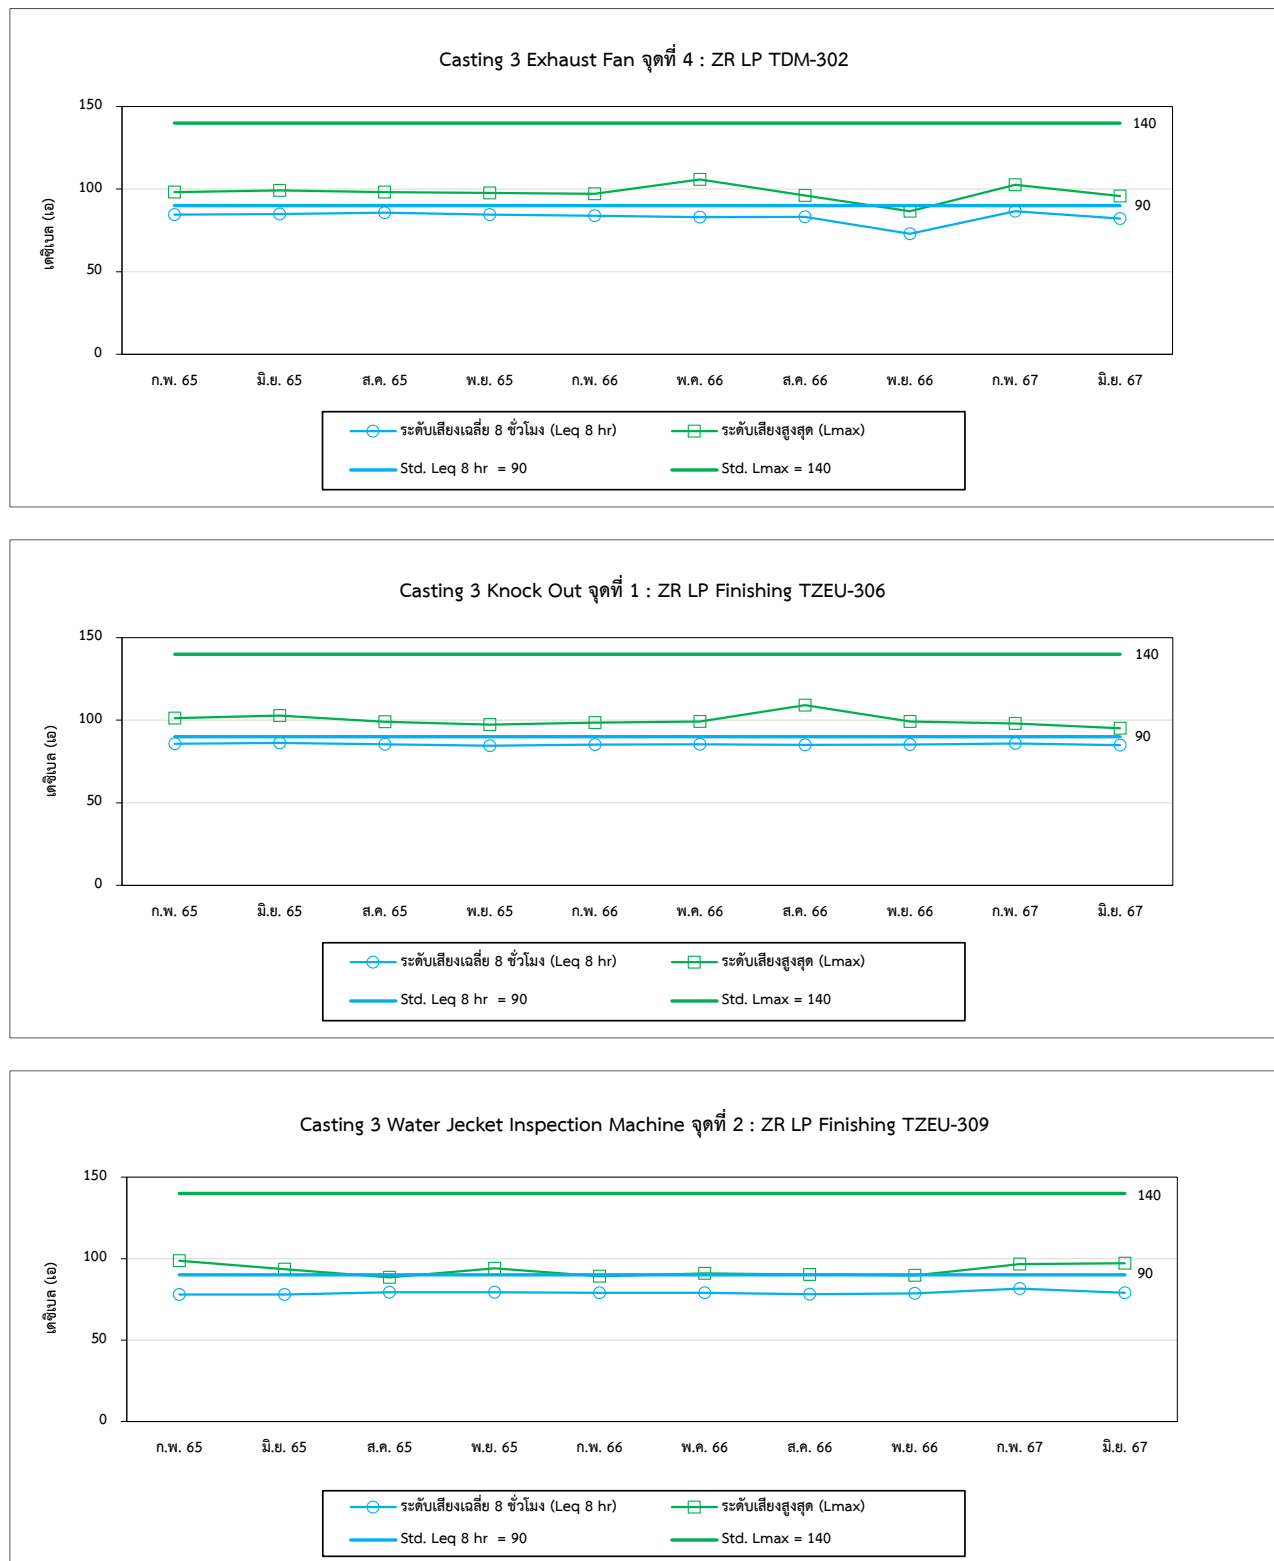 Casting 3 Exhaust Fan จุดที่ 4 : ZR LP TDM-302
เดซิเบล (เอ)
150
100
50
0
140
90
ก.พ. 65 มิ.ย. 65 ส.ค. 65 พ.ย. 65 ก.พ. 66 พ.ค. 66 ส.ค. 66 พ.ย. 66 ก.พ. 67 มิ.ย. 67
ระดับเสียงเฉลี่ย 8 ชั่วโมง (Leq 8 hr) ระดับเสียงสูงสุด (Lmax)
Std. Leq 8 hr = 90 Std. Lmax = 140
Casting 3 Knock Out จุดที่ 1 : ZR LP Finishing TZEU-306
เดซิเบล (เอ)
150
100
50
0
140
90
ก.พ. 65 มิ.ย. 65 ส.ค. 65 พ.ย. 65 ก.พ. 66 พ.ค. 66 ส.ค. 66 พ.ย. 66 ก.พ. 67 มิ.ย. 67
ระดับเสียงเฉลี่ย 8 ชั่วโมง (Leq 8 hr) ระดับเสียงสูงสุด (Lmax)
Std. Leq 8 hr = 90 Std. Lmax = 140
Casting 3 Water Jecket Inspection Machine จุดที่ 2 : ZR LP Finishing TZEU-309
เดซิเบล (เอ)
150
100
50
0
140
90
ก.พ. 65 มิ.ย. 65 ส.ค. 65 พ.ย. 65 ก.พ. 66 พ.ค. 66 ส.ค. 66 พ.ย. 66 ก.พ. 67 มิ.ย. 67
ระดับเสียงเฉลี่ย 8 ชั่วโมง (Leq 8 hr) ระดับเสียงสูงสุด (Lmax)
Std. Leq 8 hr = 90 Std. Lmax = 140